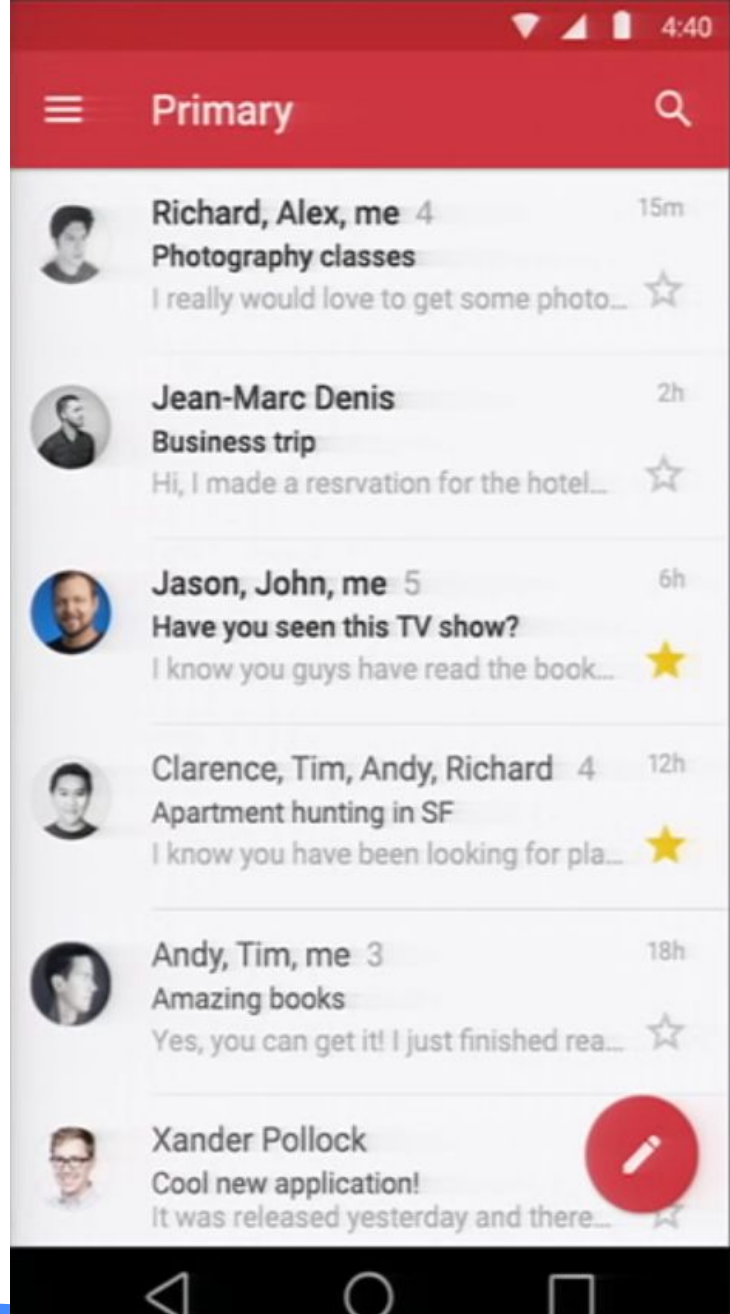 4:40
Primary
Richard, Alex, me 4 15m
Photography classes
I really would love to get some photo...
Jean-Marc Denis 2h
Business trip
Hi, I made a resrvation for the hotel...
Jason, John, me 5 6h
Have you seen this TV show?
I know you guys have read the book...
Clarence, Tim, Andy, Richard 4 12h
Apartment hunting in SF
I know you have been looking for pla...
Andy, Tim, me 3 18h
Amazing books
Yes, you can get it! I just finished rea...
Xander Pollock
Cool new application!
It was released yesterday and there...